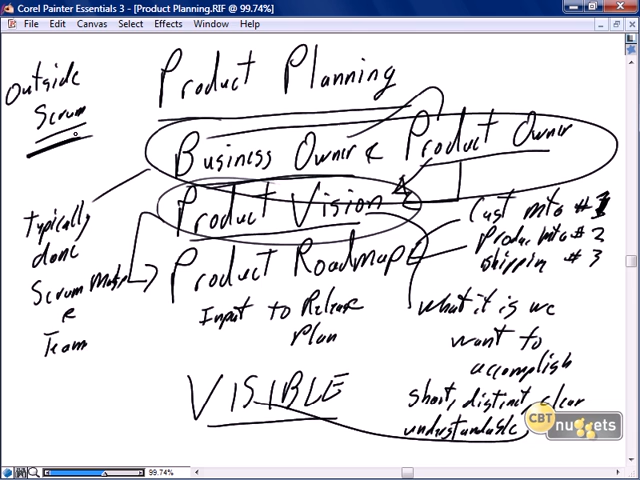 Corel Painter Essentials 3 - [Product Planning.RIF @ 99.74%]
File Edit Canvas Select Effects Window Help
Outside
Scrum
Product Planning
Business Owner & Product Owner
Product Vision
Product Roadmap
Input to Release
Plan
VISIBLE
Typically
done
Scrum Master
&
Team
Cust mtg #1
Produc mtg #2
Shippin #3
what it is we
want to
accomplish
short, distinct, clear
understandable
CBT
nuggets
99.74%